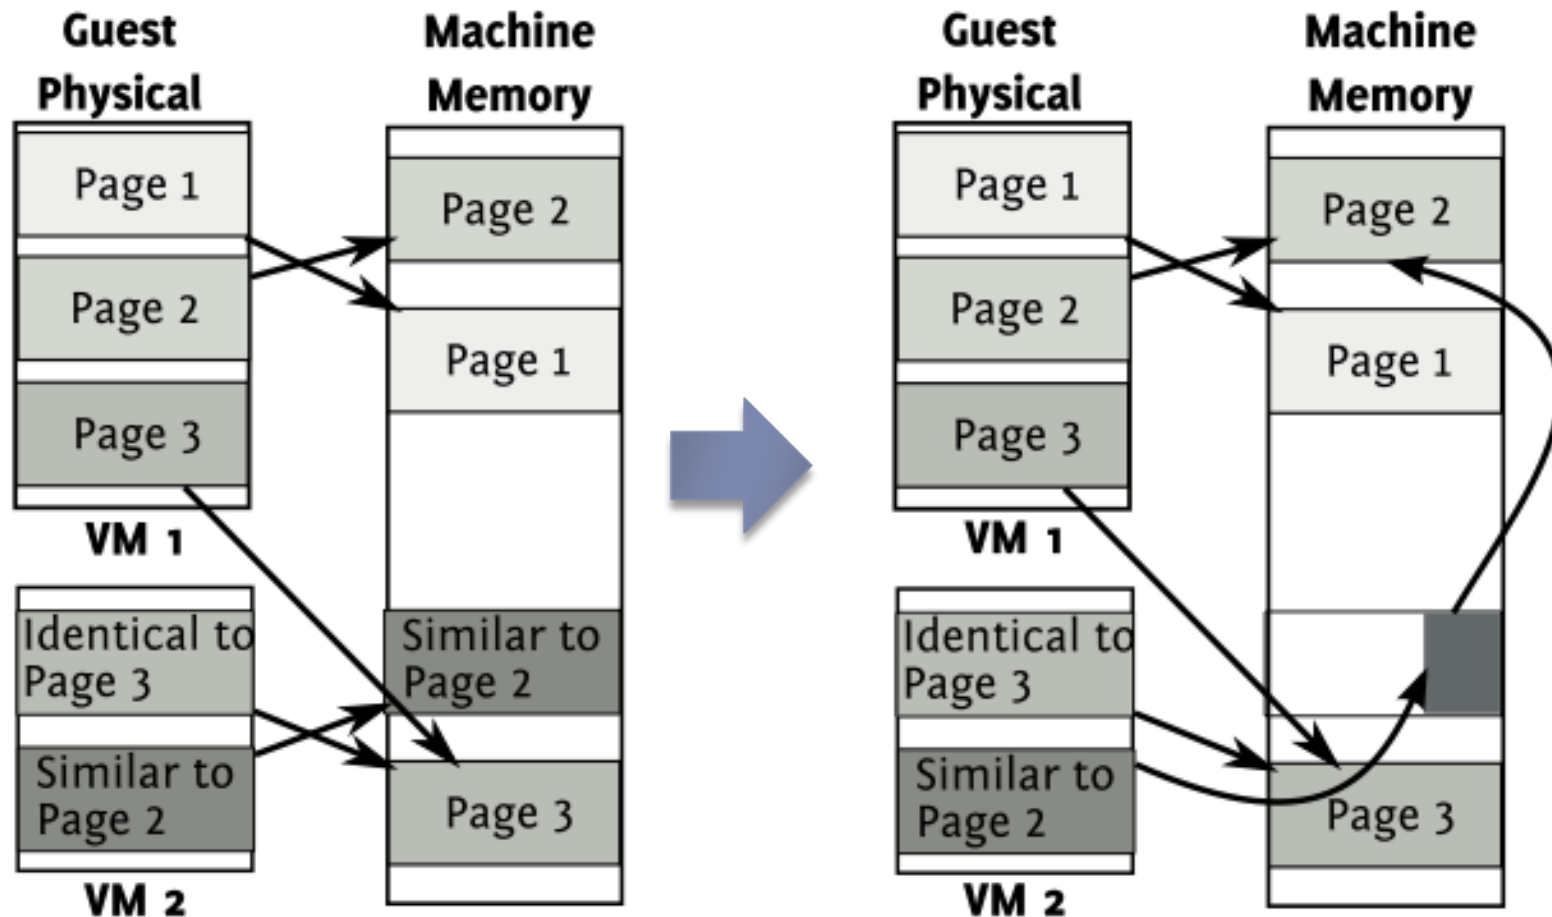 Guest
Physical
Machine
Memory
Page 1
Page 2
Page 3
VM 1
Identical to
Page 3
Similar to
Page 2
VM 2
Page 2
Page 1
Similar to
Page 2
Page 3
Guest
Physical
Machine
Memory
Page 1
Page 2
Page 3
VM 1
Identical to
Page 3
Similar to
Page 2
VM 2
Page 2
Page 1
Page 3